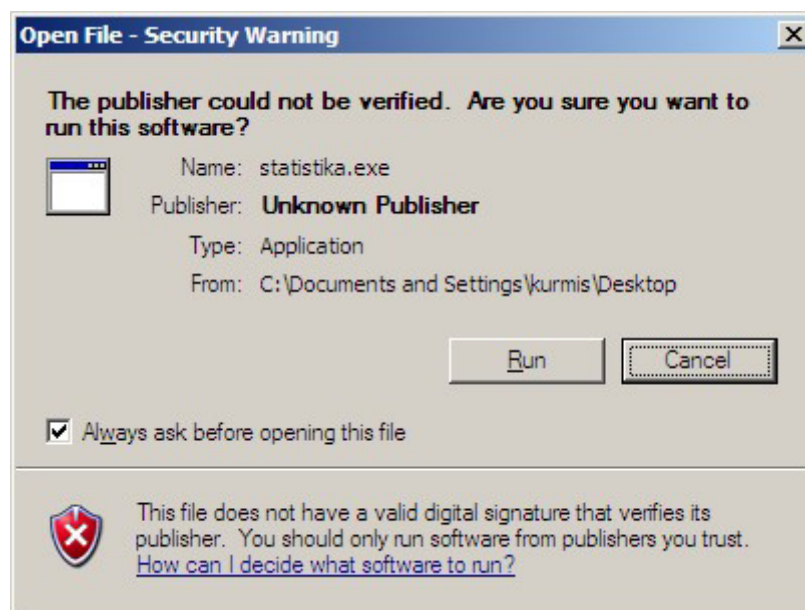 Open File - Security Warning
The publisher could not be verified.  Are you sure you want to
run this software?
Name: statistika.exe
Publisher: Unknown Publisher
Type: Application
From: C:\Documents and Settings\kurmis\Desktop
Run Cancel
Always ask before opening this file
This file does not have a valid digital signature that verifies its
publisher.  You should only run software from publishers you trust.
How can I decide what software to run?